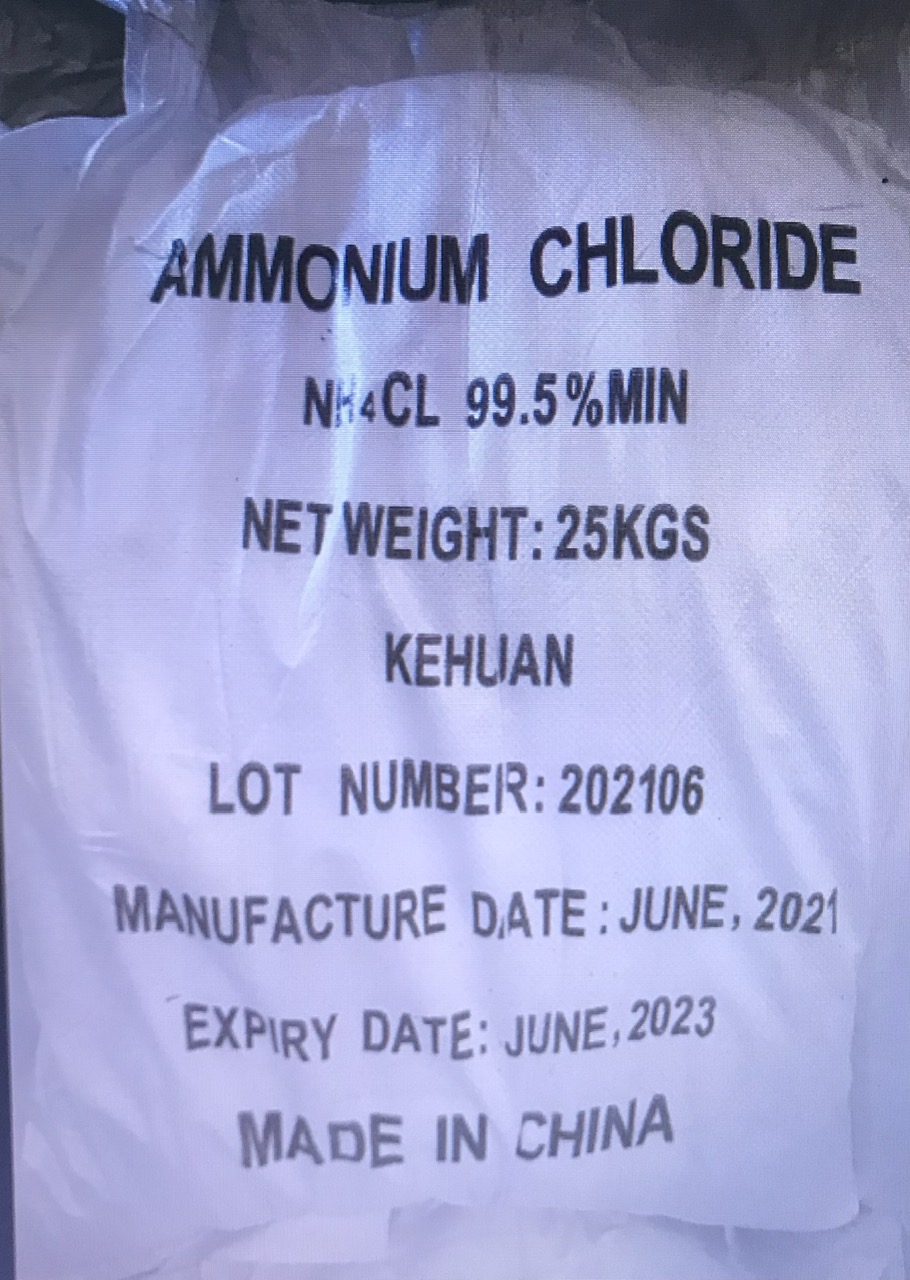 AMMONIUM CHLORIDE
NH₄CL 99.5%MIN
NET WEIGHT: 25KGS
KEHUAN
LOT NUMBER: 202106
MANUFACTURE DATE: JUNE, 2021
EXPIRY DATE: JUNE, 2023
MADE IN CHINA